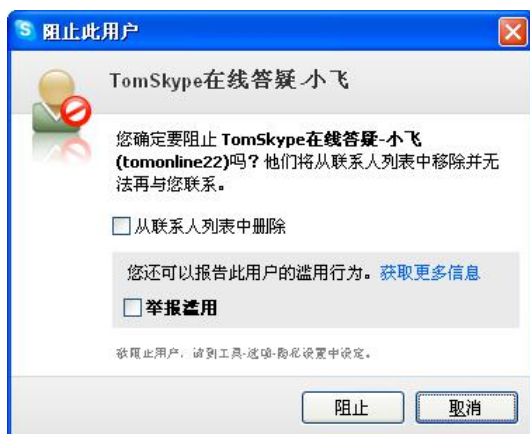 阻止此用户
TomSkype在线答疑-小飞
您确定要阻止 TomSkype在线答疑-小飞
(tomonline22)吗？他们将从联系人列表中移除并无
法再与您联系。
从联系人列表中删除
您还可以报告此用户的滥用行为。获取更多信息
举报滥用
欲阻止用户，请到工具-选项-隐私设置中设定。
阻止
取消